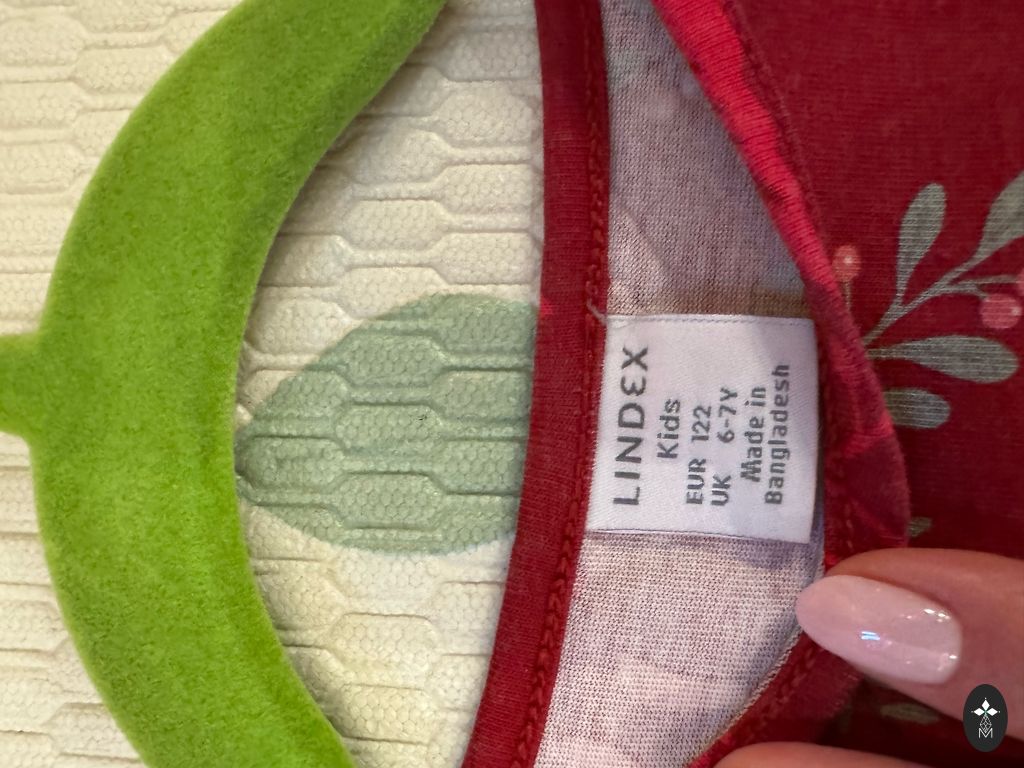 LINDEX
Kids
EUR 122
UK 6-7Y
Made in
Bangladesh
M